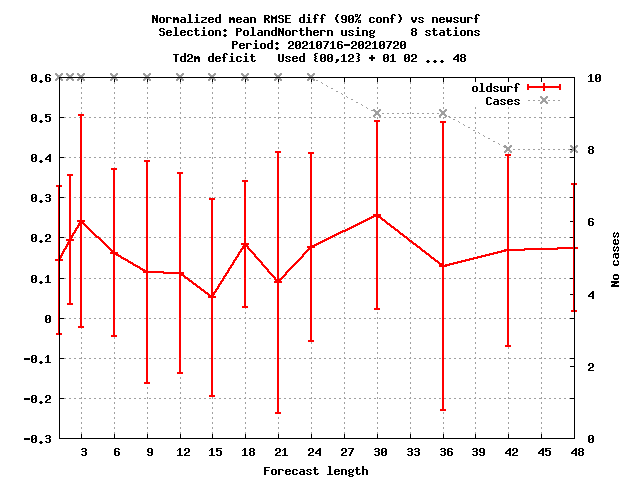 Normalized mean RMSE diff (90% conf) vs newsurf
Selection: PolandNorthern using     8 stations
Period: 20210716-20210720
Td2m deficit   Used {00,12} + 01 02 ... 48
oldsurf
Cases
0.6
0.5
0.4
0.3
0.2
0.1
0
-0.1
-0.2
-0.3
10
8
6
4
2
0
No cases
3 6 9 12 15 18 21 24 27 30 33 36 39 42 45 48
Forecast length